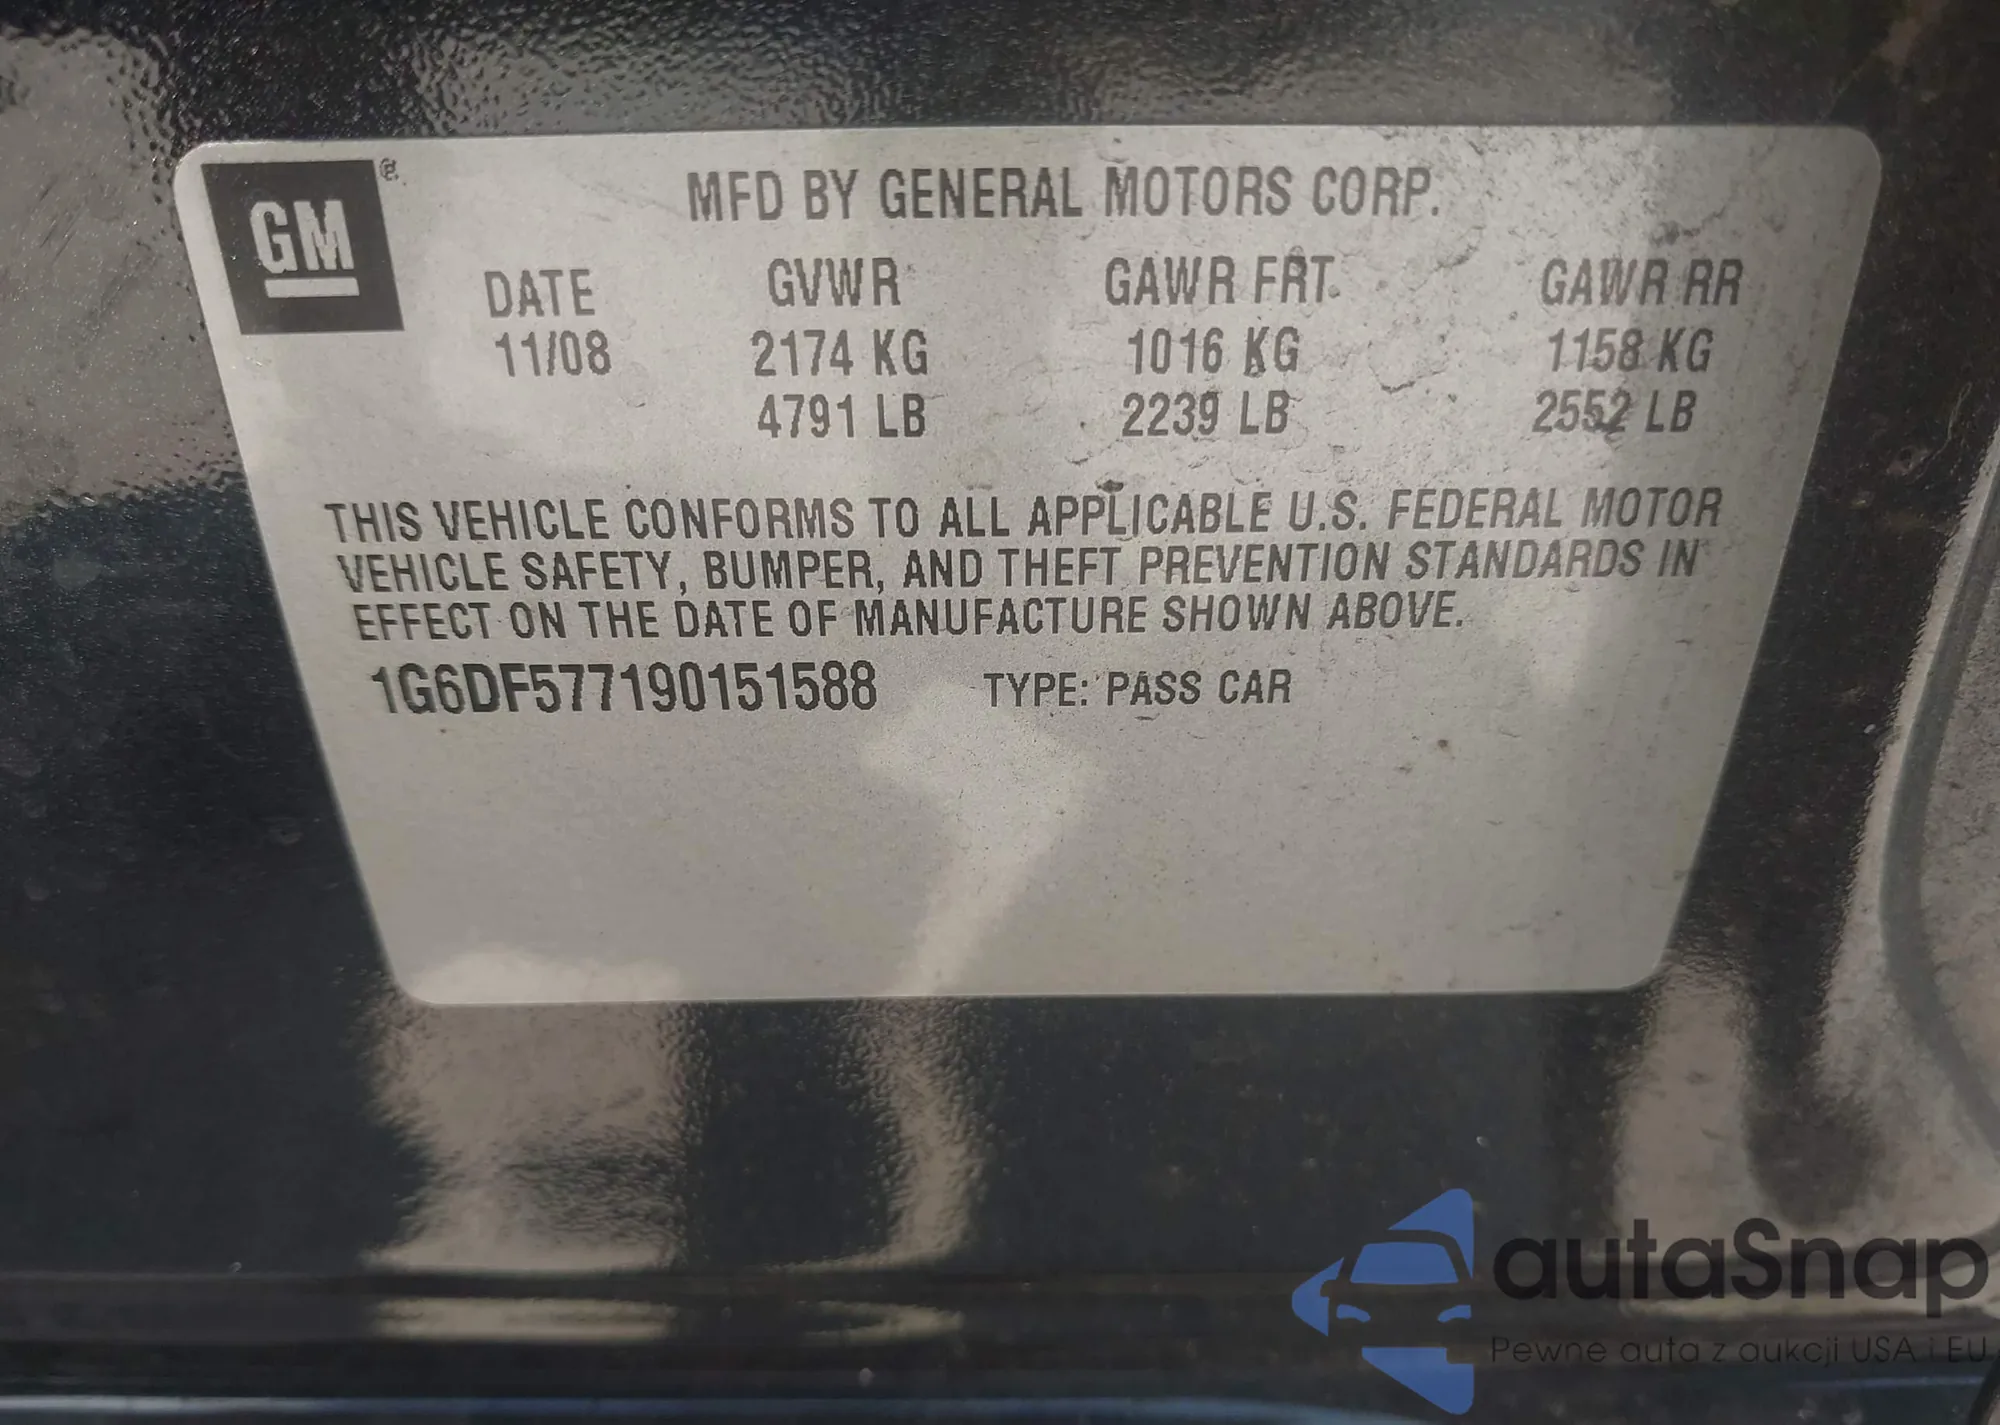 GM ®
MFD BY GENERAL MOTORS CORP.
DATE GVWR GAWR FRT. GAWR RR
11/08 2174 KG 1016 KG 1158 KG
4791 LB 2239 LB 2552 LB
THIS VEHICLE CONFORMS TO ALL APPLICABLE U.S. FEDERAL MOTOR
VEHICLE SAFETY, BUMPER, AND THEFT PREVENTION STANDARDS IN
EFFECT ON THE DATE OF MANUFACTURE SHOWN ABOVE.
1G6DF577190151588 TYPE: PASS CAR
autaSnap
Pewne auta z aukcji USA i EU